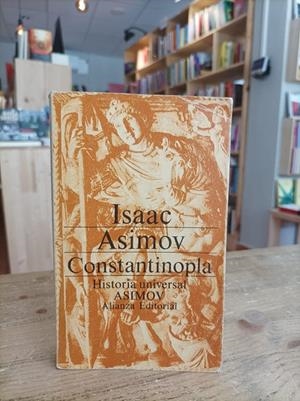 Isaac
Asimov
Constantinopla
Historia universal
ASIMOV
Alianza Editorial